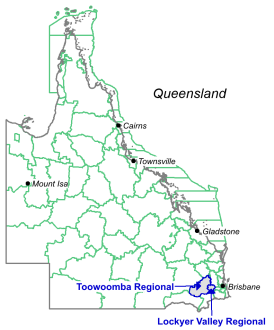 Queensland
Cairns
Townsville
Mount Isa
Gladstone
Toowoomba Regional
Brisbane
Lockyer Valley Regional